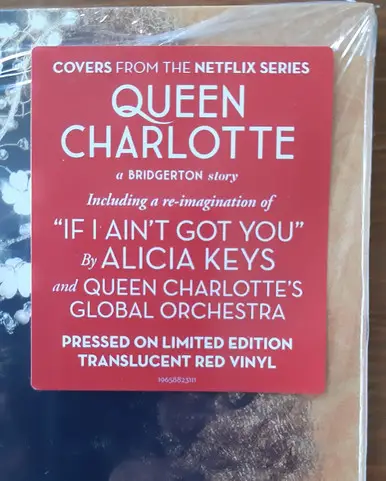 COVERS FROM THE NETFLIX SERIES
QUEEN
CHARLOTTE
a BRIDGERTON story
Including a re-imagination of
“IF I AIN’T GOT YOU”
By ALICIA KEYS
and QUEEN CHARLOTTE’S
GLOBAL ORCHESTRA
PRESSED ON LIMITED EDITION
TRANSLUCENT RED VINYL
19658823111